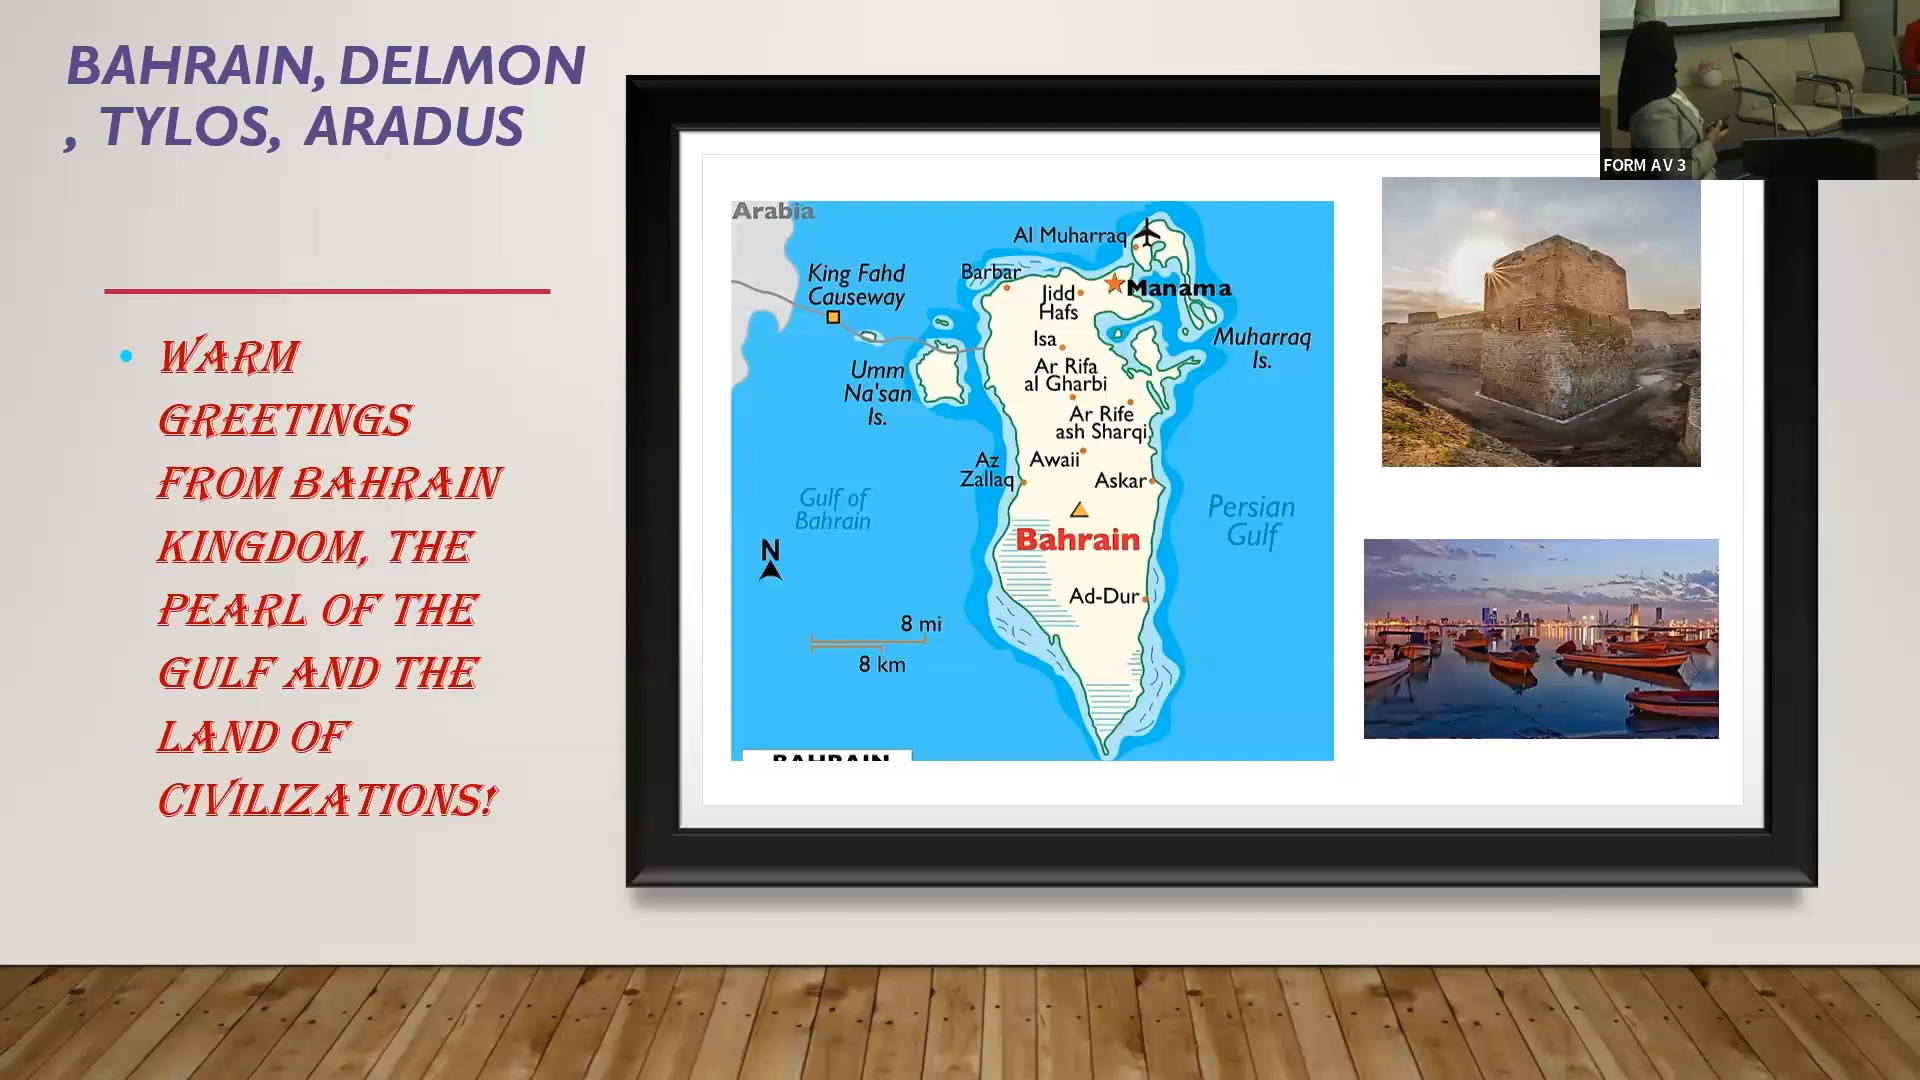 BAHRAIN, DELMON
, TYLOS, ARADUS
WARM
GREETINGS
FROM BAHRAIN
KINGDOM, THE
PEARL OF THE
GULF AND THE
LAND OF
CIVILIZATIONS!
Arabia
King Fahd
Causeway
Umm
Na'san
Is.
Gulf of
Bahrain
N
8 mi
8 km
Al Muharraq
Barbar
Manama
Jidd
Hafs
Isa
Ar Rifa
al Gharbi
Ar Rife
ash Sharqi
Awaii
Az
Zallaq
Askar
Bahrain
Ad-Dur
Muharraq
Is.
Persian
Gulf
BAHRAIN
FORM AV 3